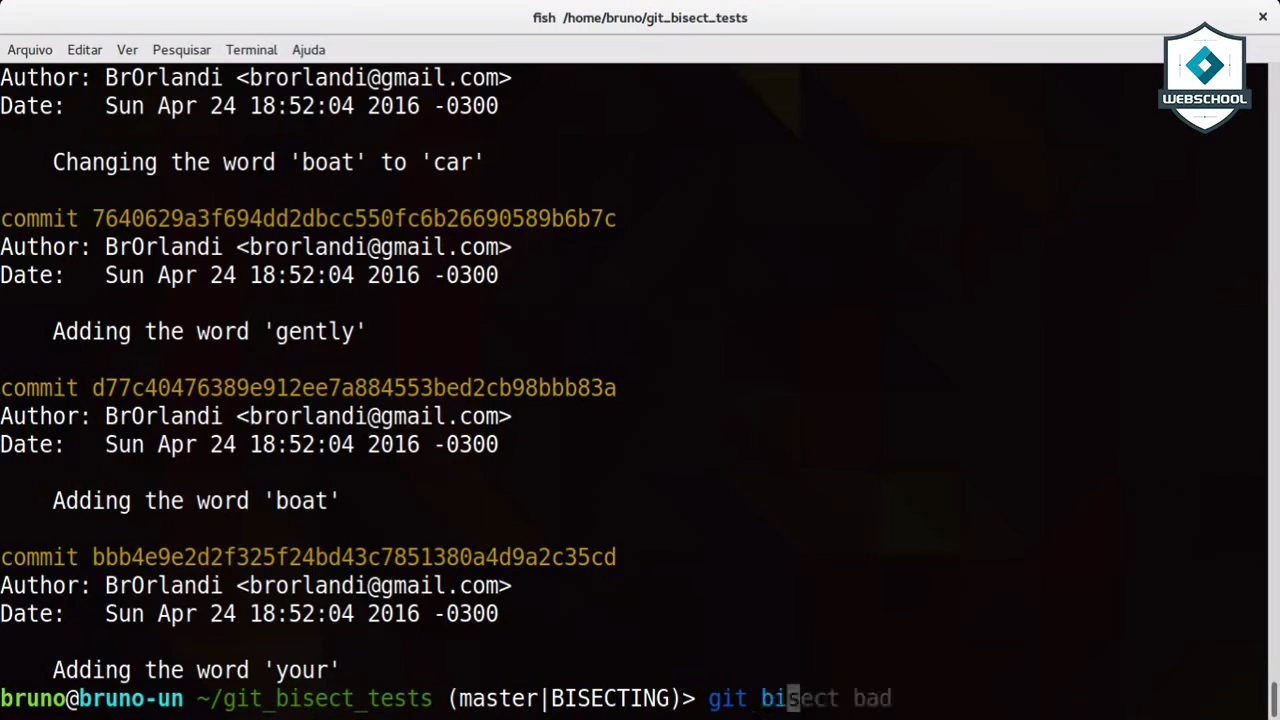 fish /home/bruno/git_bisect_tests
Arquivo Editar Ver Pesquisar Terminal Ajuda
WEBSCHOOL
Author: BrOrlandi <brorlandi@gmail.com>
Date:   Sun Apr 24 18:52:04 2016 -0300
Changing the word 'boat' to 'car'
commit 7640629a3f694dd2dbcc550fc6b26690589b6b7c
Author: BrOrlandi <brorlandi@gmail.com>
Date:   Sun Apr 24 18:52:04 2016 -0300
Adding the word 'gently'
commit d77c40476389e912ee7a884553bed2cb98bbb83a
Author: BrOrlandi <brorlandi@gmail.com>
Date:   Sun Apr 24 18:52:04 2016 -0300
Adding the word 'boat'
commit bbb4e9e2d2f325f24bd43c7851380a4d9a2c35cd
Author: BrOrlandi <brorlandi@gmail.com>
Date:   Sun Apr 24 18:52:04 2016 -0300
Adding the word 'your'
bruno@bruno-un ~/git_bisect_tests (master|BISECTING)> git bisect bad